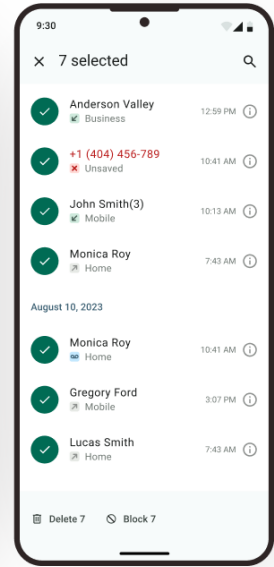 9:30
7 selected
Anderson Valley
Business
12:59 PM
+1 (404) 456-789
Unsaved
10:41 AM
John Smith(3)
Mobile
10:13 AM
Monica Roy
Home
7:43 AM
August 10, 2023
Monica Roy
Home
10:41 AM
Gregory Ford
Mobile
3:07 PM
Lucas Smith
Home
7:43 AM
Delete 7 Block 7